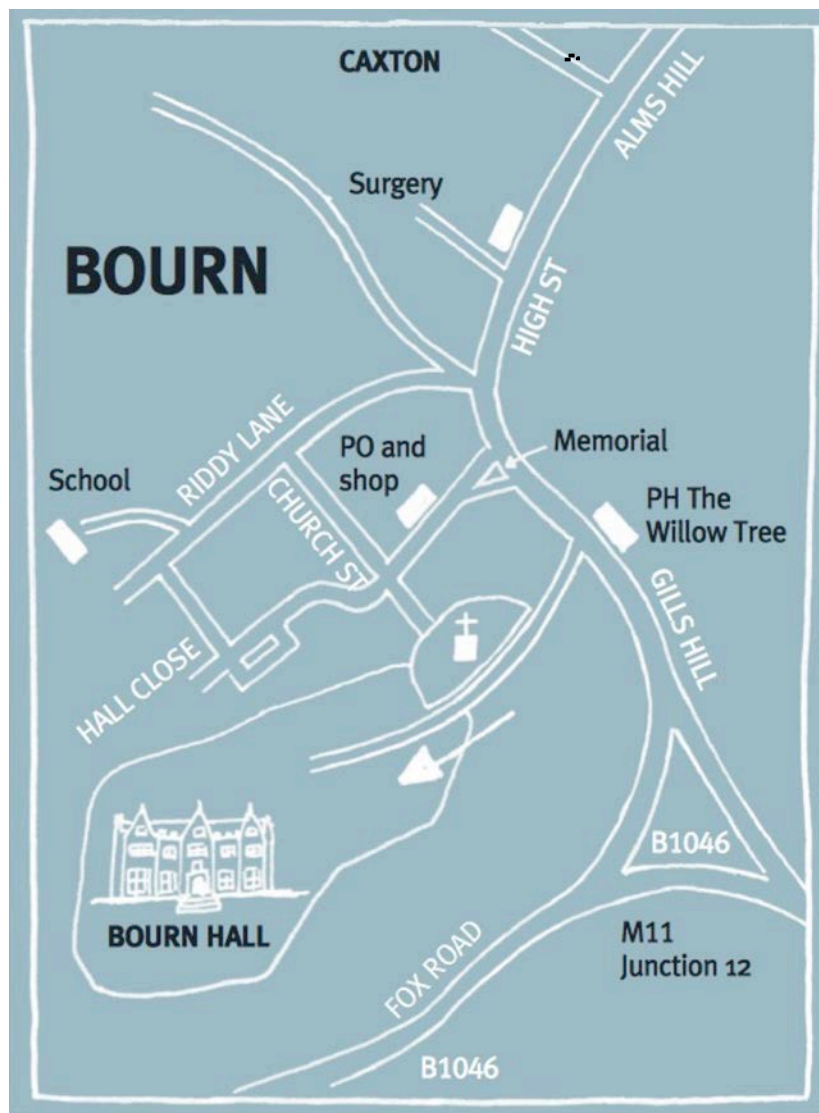 CAXTON
ALMS HILL
Surgery
BOURN
HIGH ST
RIDDY LANE
PO and
shop
Memorial
School
CHURCH ST
PH The
Willow Tree
GILLS HILL
HALL CLOSE
B1046
BOURN HALL
M11
Junction 12
FOX ROAD
B1046